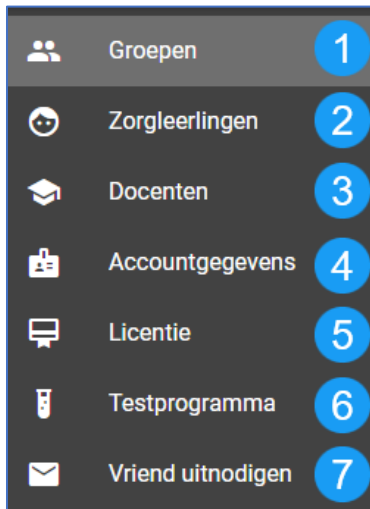 Groepen 1
Zorgleerlingen 2
Docenten 3
Accountgegevens 4
Licentie 5
Testprogramma 6
Vriend uitnodigen 7